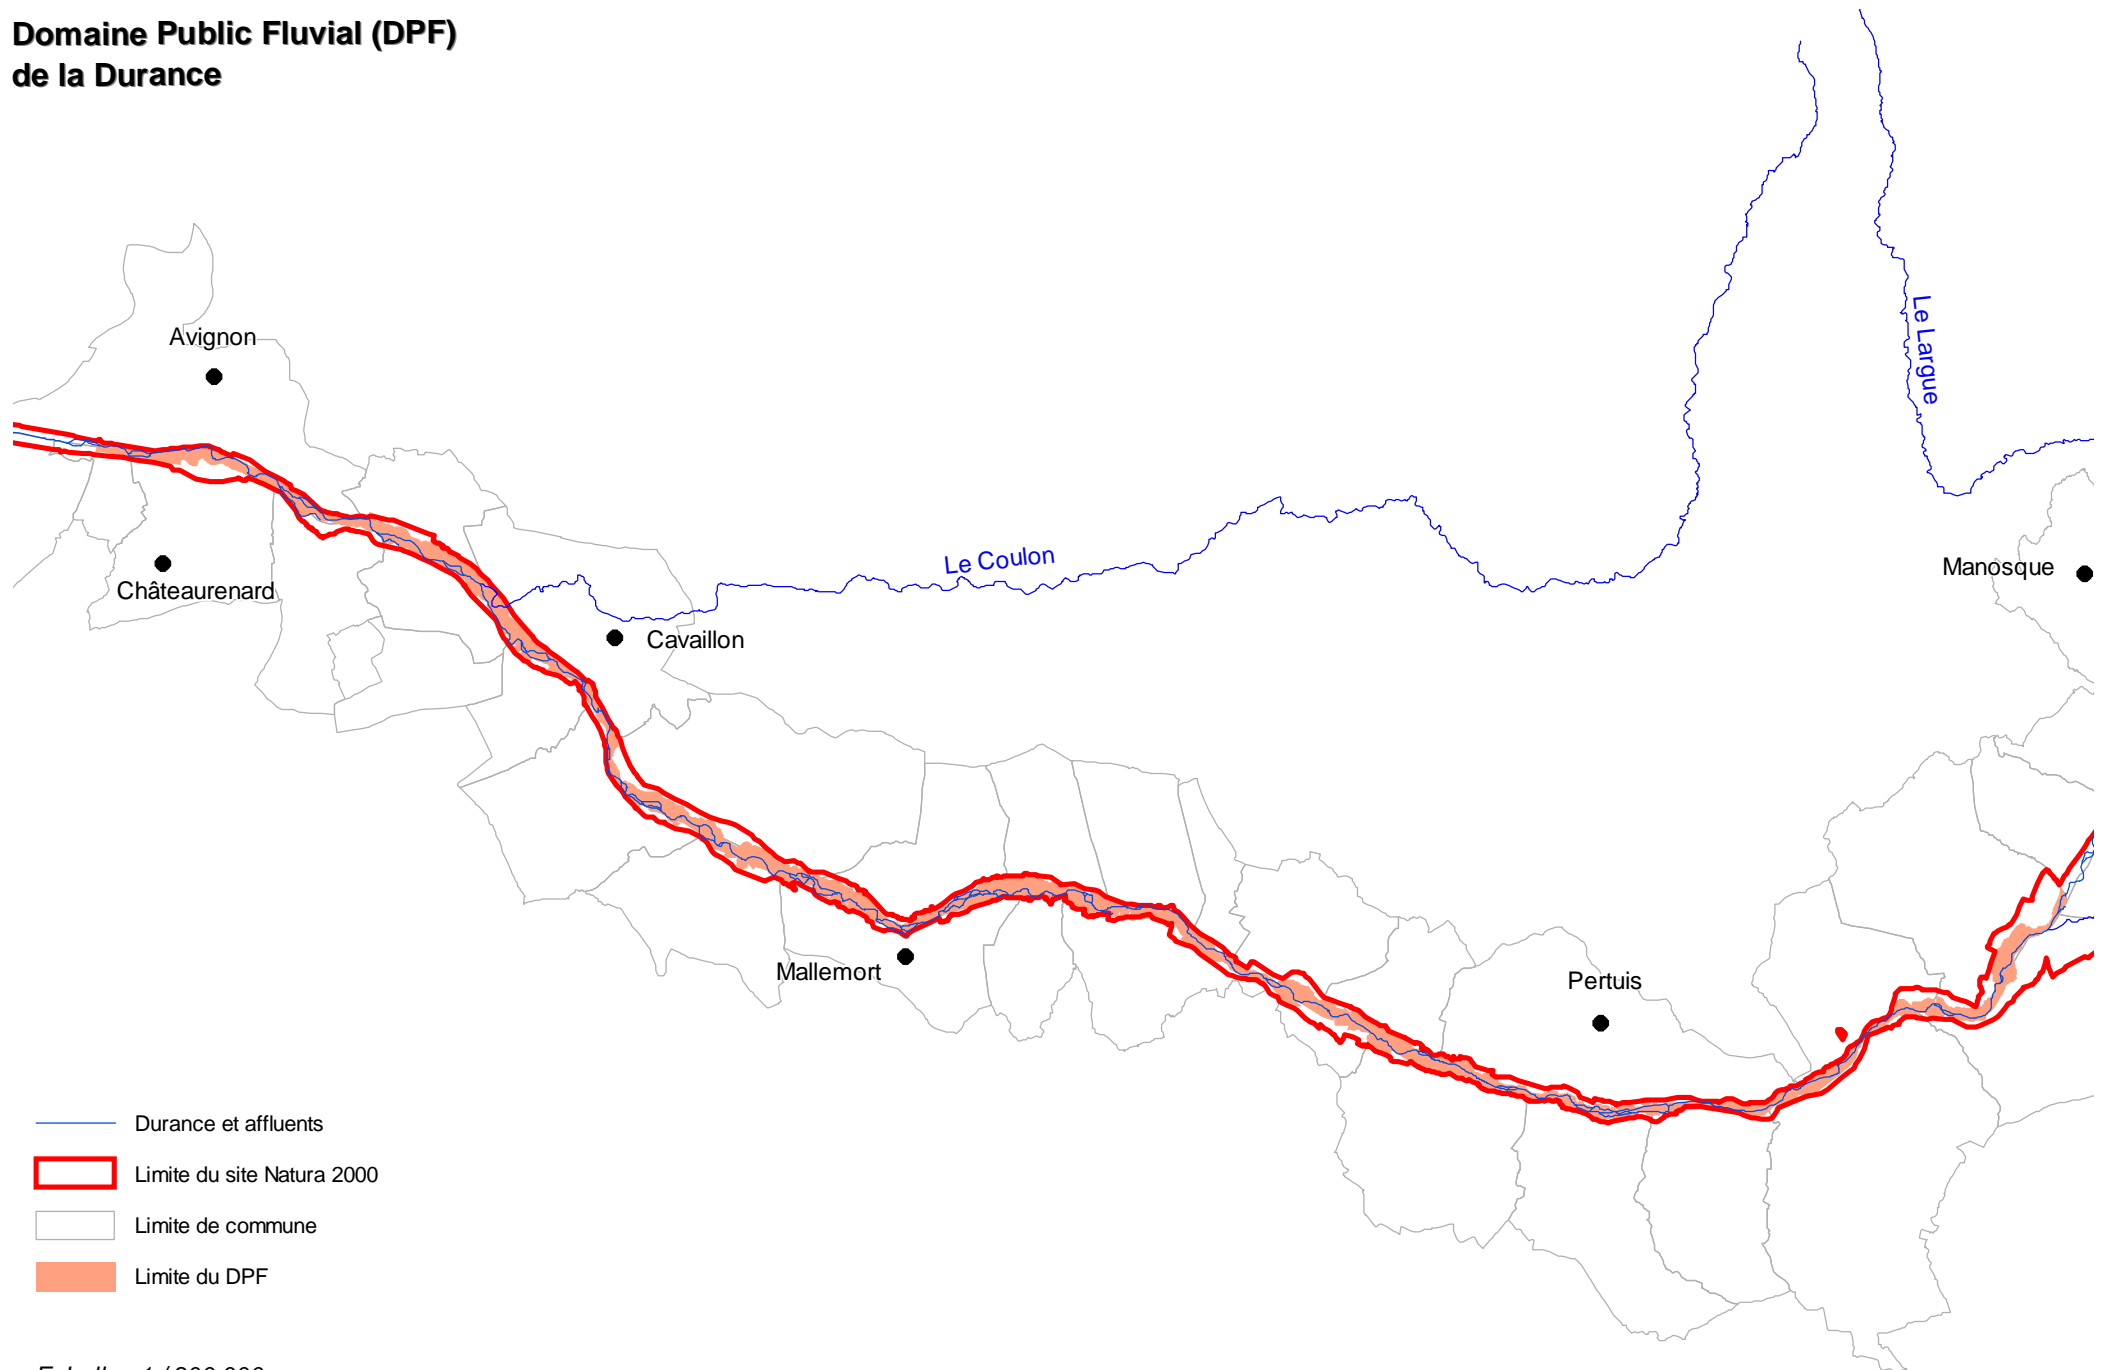 Domaine Public Fluvial (DPF)
de la Durance
Avignon
Le Largue
Le Coulon
Manosque
Châteaurenard
Cavaillon
Mallemort
Pertuis
Durance et affluents
Limite du site Natura 2000
Limite de commune
Limite du DPF